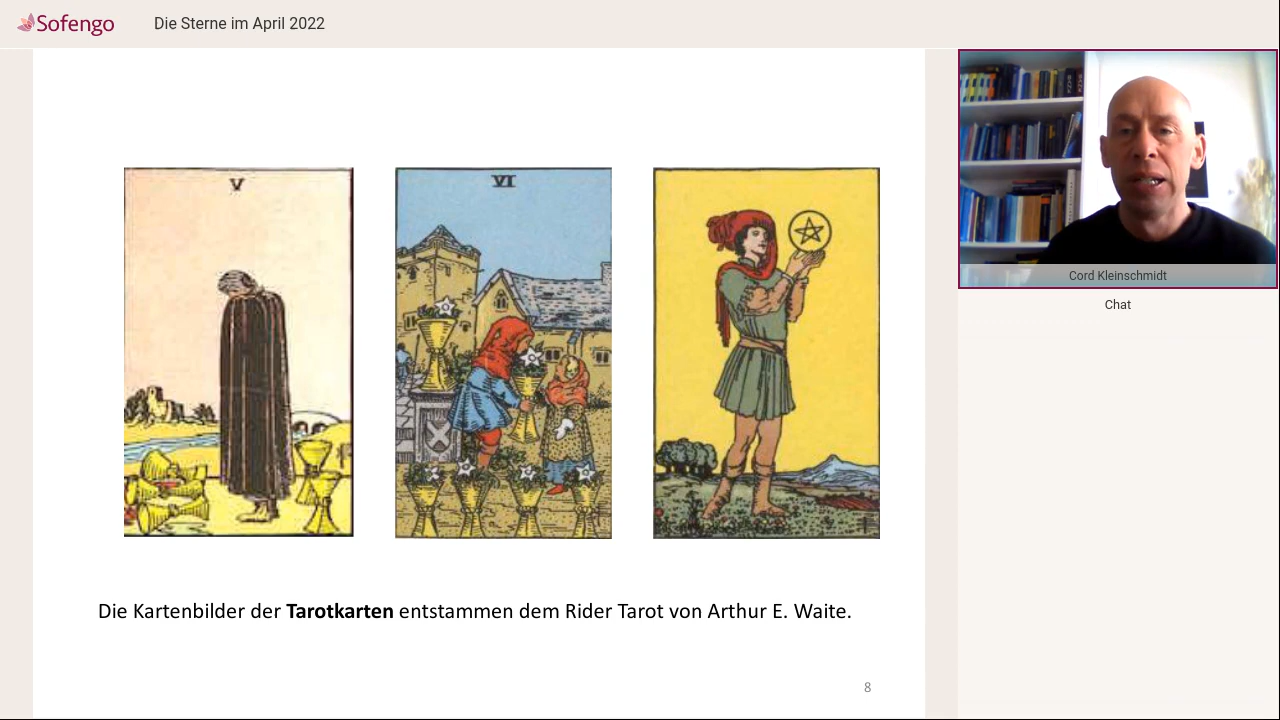 Sofengo
Die Sterne im April 2022
V
VI
Cord Kleinschmidt
Chat
Die Kartenbilder der Tarotkarten entstammen dem Rider Tarot von Arthur E. Waite.
8